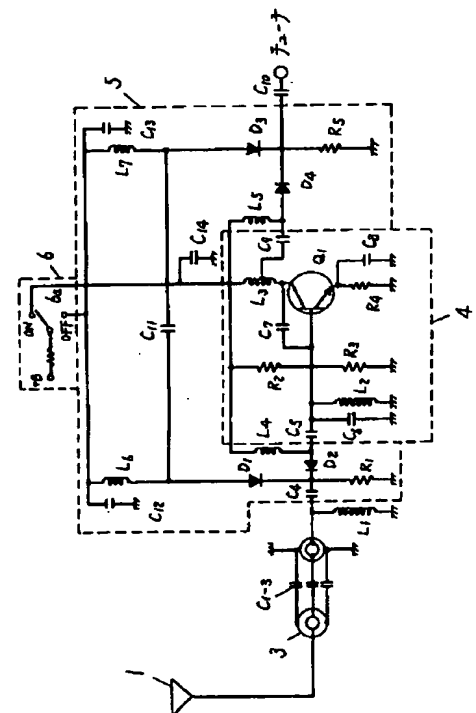 1
3
C1-3
L1
C4
R1
D2
D1
L6
C12
C11
L4
C5
C6
L2
R2
R3
C7
L3
Q1
R4
C8
C9
L5
C14
D4
D3
R5
L7
C13
C10
チューナ
4
5
6
6a
ON
OFF
+B